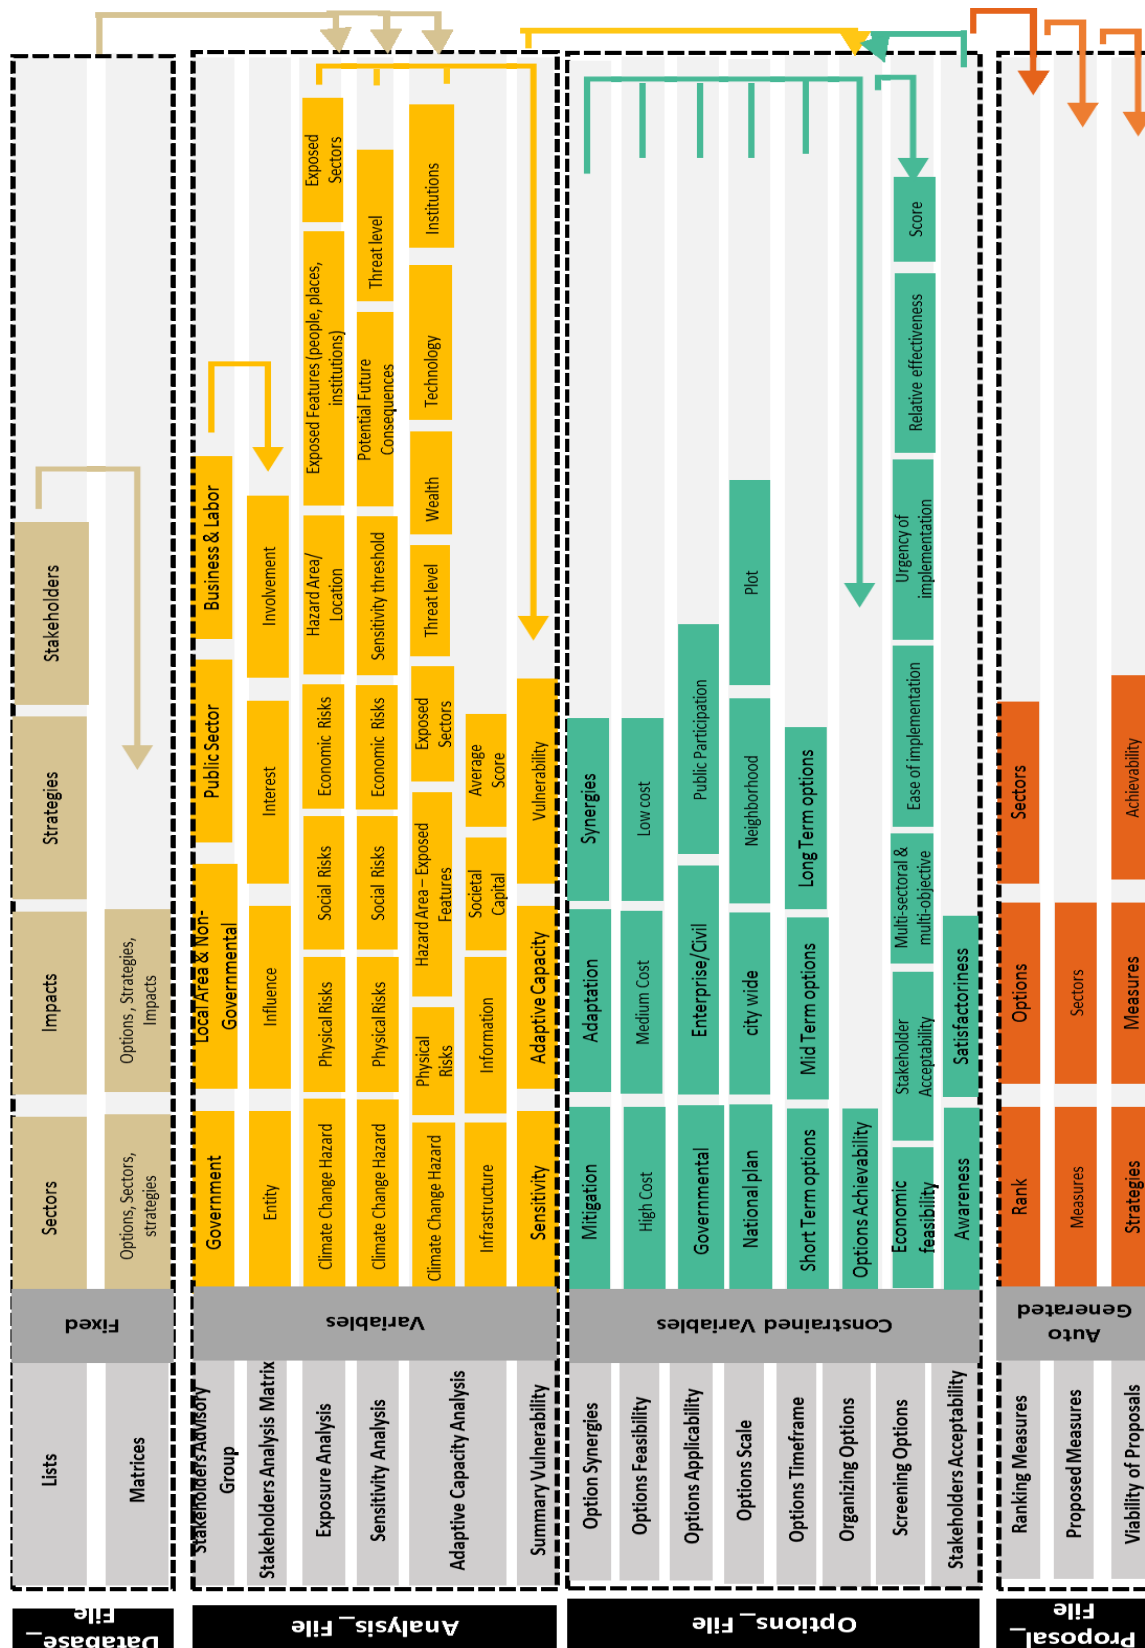 Database_
File
Fixed
Lists
Sectors
Impacts
Strategies
Stakeholders
Matrices
Options, Sectors,
strategies
Options, Strategies,
Impacts
Analysis_File
Variables
Stakeholders Advisory
Group
Government
Local Area & Non-
Governmental
Public Sector
Business & Labor
Stakeholders Analysis Matrix
Entity
Influence
Interest
Involvement
Exposure Analysis
Climate Change Hazard
Physical Risks
Social Risks
Economic Risks
Hazard Area/
Location
Exposed Features (people, places,
institutions)
Exposed
Sectors
Sensitivity Analysis
Climate Change Hazard
Physical Risks
Social Risks
Economic Risks
Sensitivity threshold
Potential Future
Consequences
Threat level
Adaptive Capacity Analysis
Climate Change Hazard
Physical
Risks
Hazard Area – Exposed
Features
Exposed
Sectors
Threat level
Wealth
Technology
Institutions
Infrastructure
Information
Societal
Capital
Average
Score
Summary Vulnerability
Sensitivity
Adaptive Capacity
Vulnerability
Options_File
Constrained Variables
Option Synergies
Mitigation
Adaptation
Synergies
Options Feasibility
High Cost
Medium Cost
Low cost
Options Applicability
Governmental
Enterprise/Civil
Public Participation
Options Scale
National plan
city wide
Neighborhood
Plot
Options Timeframe
Short Term options
Mid Term options
Long Term options
Organizing Options
Options Achievability
Screening Options
Economic
feasibility
Stakeholder
Acceptability
Multi-sectoral &
multi-objective
Ease of implementation
Urgency of
implementation
Relative effectiveness
Score
Stakeholders Acceptability
Awareness
Satisfactoriness
Proposal_
File
Auto
Generated
Ranking Measures
Rank
Options
Sectors
Proposed Measures
Measures
Sectors
Viability of Proposals
Strategies
Measures
Achievability